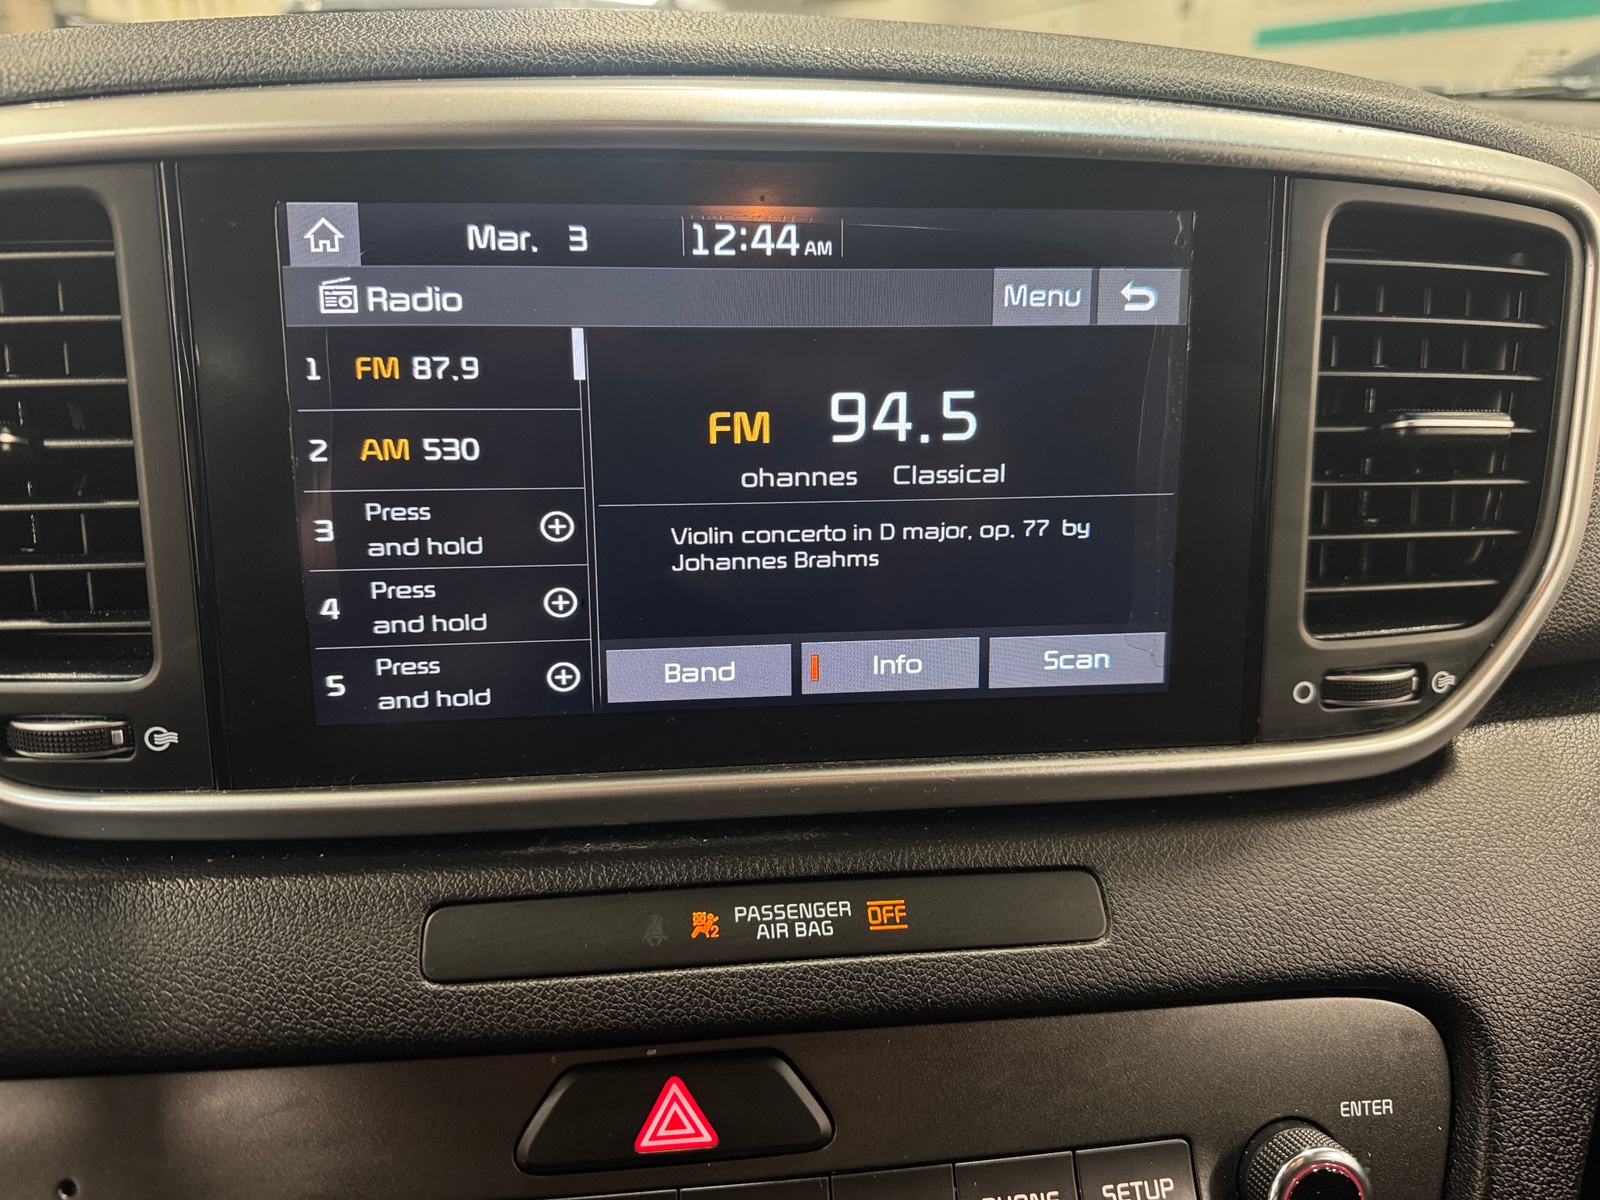 Mar. 3 12:44 AM
Radio Menu
1 FM 87.9
2 AM 530
3 Press and hold
4 Press and hold
5 Press and hold
FM 94.5
ohannes Classical
Violin concerto in D major, op. 77 by
Johannes Brahms
Band Info Scan
2 PASSENGER
AIR BAG OFF
ENTER
PHONE SETUP